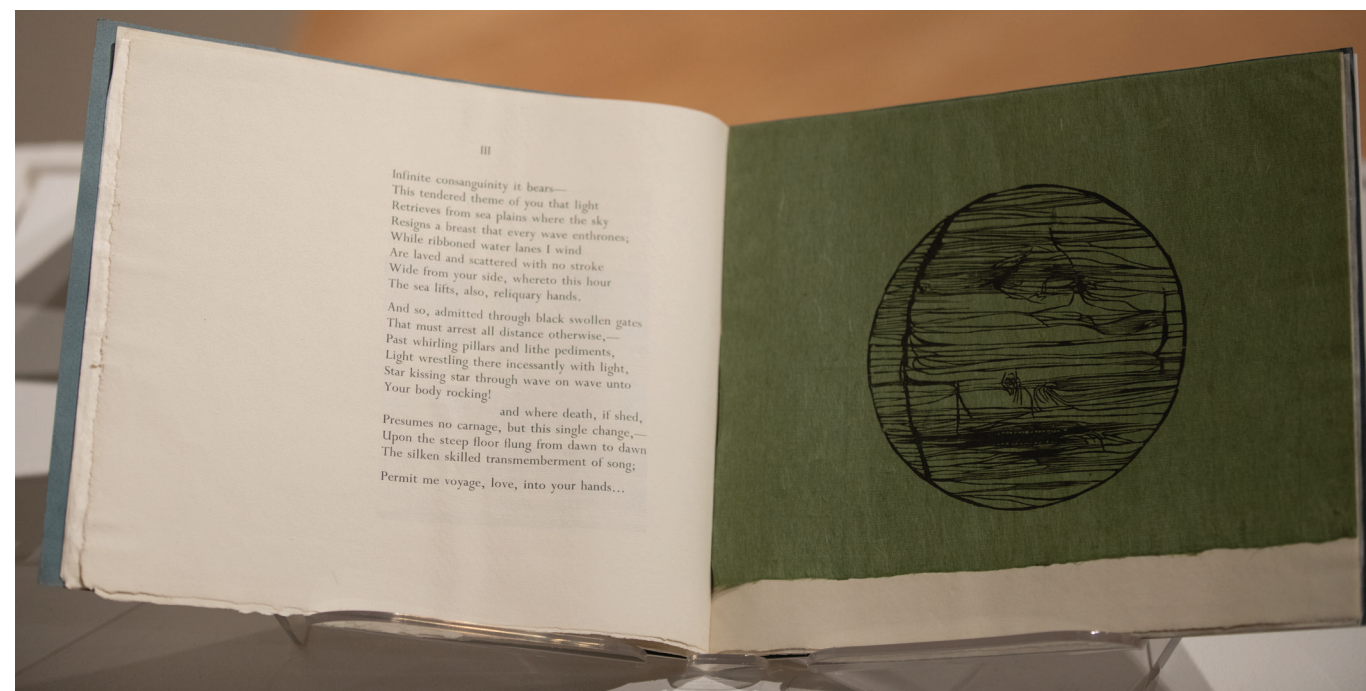 III
Infinite consanguinity it bears—
This tendered theme of you that light
Retrieves from sea plains where the sky
Resigns a breast that every wave enthrones;
While ribboned water lanes I wind
Are laved and scattered with no stroke
Wide from your side, whereto this hour
The sea lifts, also, reliquary hands.
And so, admitted through black swollen gates
That must arrest all distance otherwise,—
Past whirling pillars and lithe pediments,
Light wrestling there incessantly with light,
Star kissing star through wave on wave unto
Your body rocking!
and where death, if shed,
Presumes no carnage, but this single change,—
Upon the steep floor flung from dawn to dawn
The silken skilled transmemberment of song;
Permit me voyage, love, into your hands...